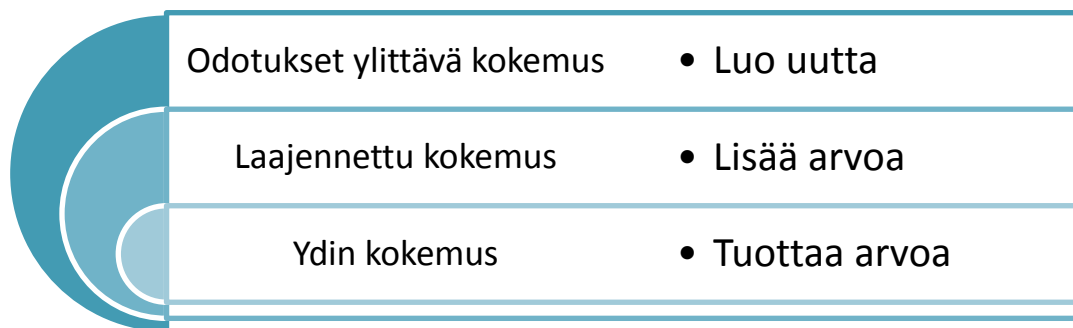 Odotukset ylittävä kokemus • Luo uutta
Laajennettu kokemus • Lisää arvoa
Ydin kokemus • Tuottaa arvoa